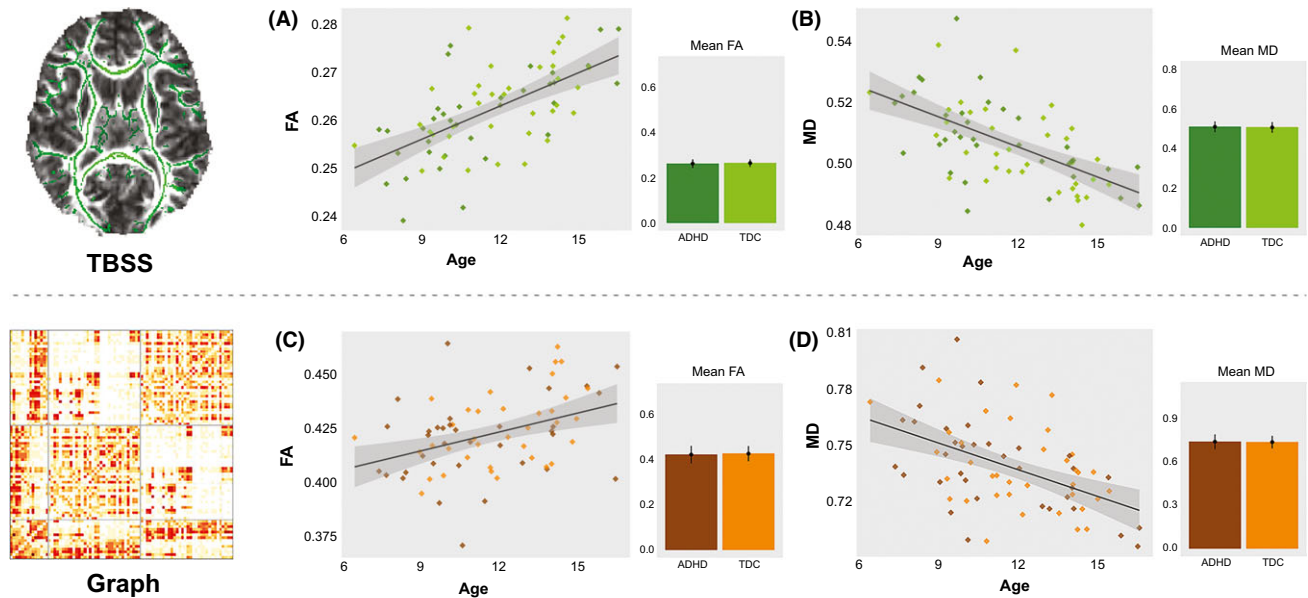 (A)
0.28
0.27
0.26
0.25
0.24
FA
6 9 12 15
Age
Mean FA
0.6
0.4
0.2
0.0
ADHD TDC
(B)
0.54
0.52
0.50
0.48
MD
6 9 12 15
Age
Mean MD
0.8
0.6
0.4
0.2
0.0
ADHD TDC
TBSS
(C)
0.450
0.425
0.400
0.375
FA
6 9 12 15
Age
Mean FA
0.6
0.4
0.2
0.0
ADHD TDC
(D)
0.81
0.78
0.75
0.72
MD
6 9 12 15
Age
Mean MD
0.9
0.6
0.3
0.0
ADHD TDC
Graph